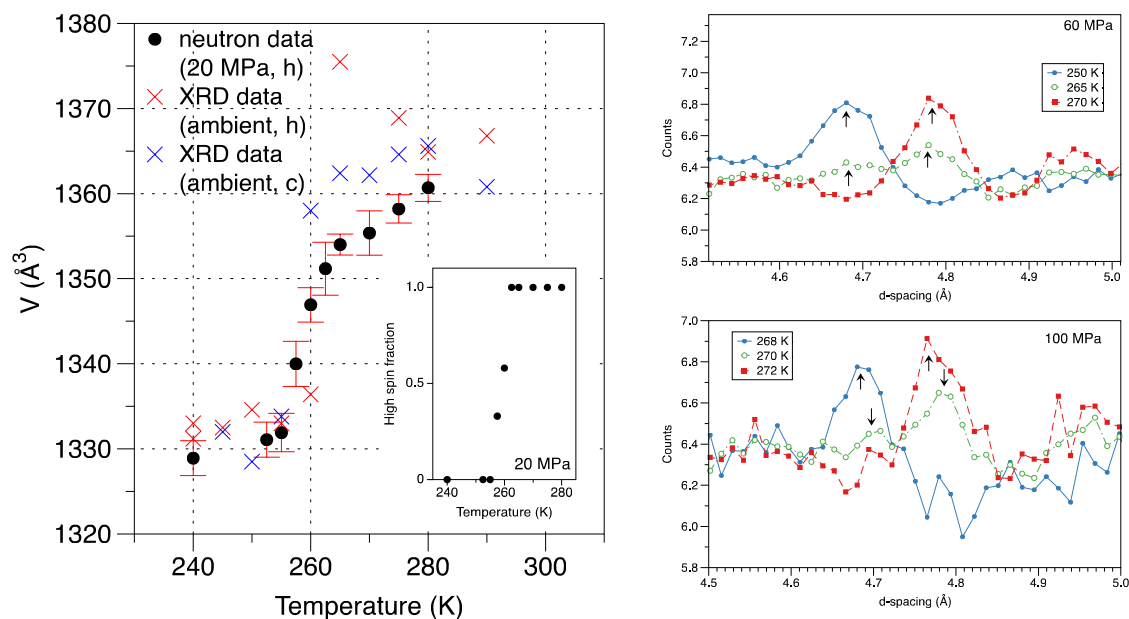 1380
1370
1360
1350
1340
1330
1320
V (Å³)
neutron data
(20 MPa, h)
XRD data
(ambient, h)
XRD data
(ambient, c)
High spin fraction
1.0
0.5
0
20 MPa
240
260
280
Temperature (K)
240
260
280
300
Temperature (K)
60 MPa
7.2
7.0
6.8
6.6
6.4
6.2
6.0
5.8
Counts
250 K
265 K
270 K
4.6
4.7
4.8
4.9
5.0
d-spacing (Å)
100 MPa
7.0
6.8
6.6
6.4
6.2
6.0
5.8
Counts
268 K
270 K
272 K
4.5
4.6
4.7
4.8
4.9
5.0
d-spacing (Å)